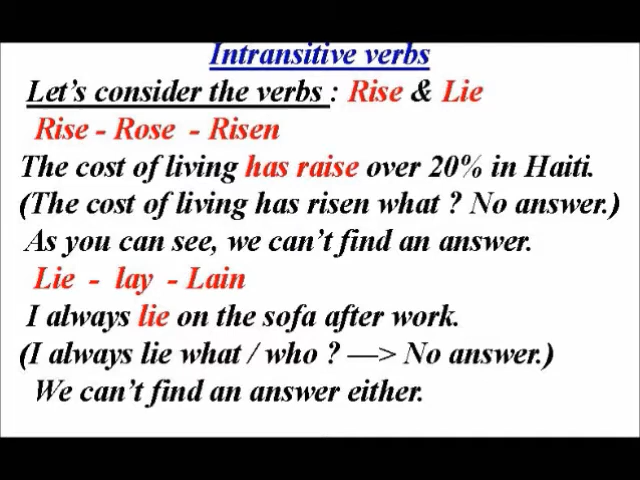 Intransitive verbs
Let's consider the verbs : Rise & Lie
Rise - Rose - Risen
The cost of living has raise over 20% in Haiti.
(The cost of living has risen what ? No answer.)
As you can see, we can't find an answer.
Lie - lay - Lain
I always lie on the sofa after work.
(I always lie what / who ? —> No answer.)
We can't find an answer either.